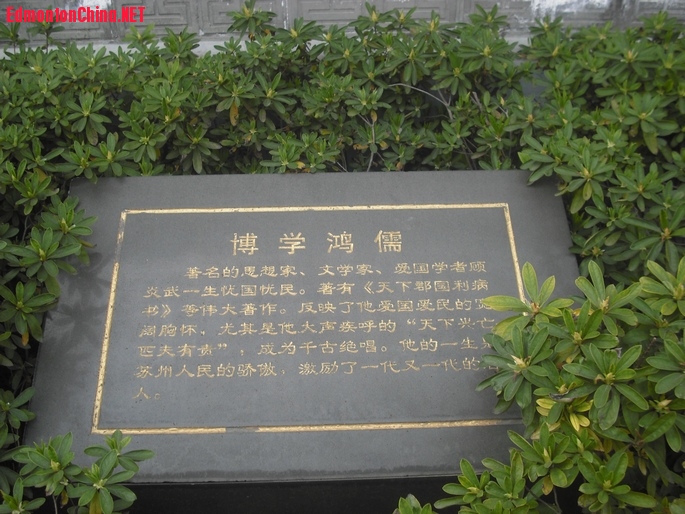 EdmontonChina.NET
博学鸿儒
著名的思想家、文学家、爱国学者顾
炎武一生忧国忧民。著有《天下郡国利病
书》等伟大著作。反映了他爱国爱民的
阔胸怀，尤其是他大声疾呼的“天下兴亡
匹夫有责”，成为千古绝唱。他的一生
苏州人民的骄傲，激励了一代又一代的
人。